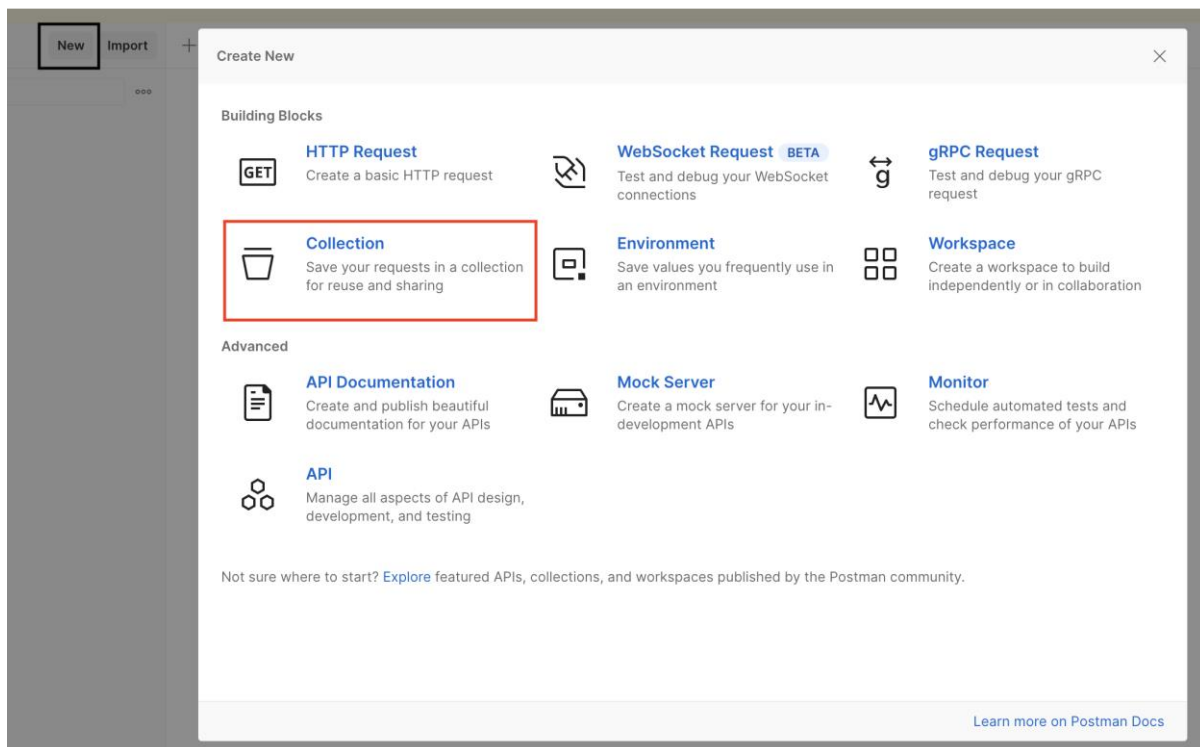 New Import +
Create New
Building Blocks
GET
HTTP Request
Create a basic HTTP request
WebSocket Request BETA
Test and debug your WebSocket
connections
g
gRPC Request
Test and debug your gRPC
request
Collection
Save your requests in a collection
for reuse and sharing
Environment
Save values you frequently use in
an environment
Workspace
Create a workspace to build
independently or in collaboration
Advanced
API Documentation
Create and publish beautiful
documentation for your APIs
Mock Server
Create a mock server for your in-
development APIs
Monitor
Schedule automated tests and
check performance of your APIs
API
Manage all aspects of API design,
development, and testing
Not sure where to start? Explore featured APIs, collections, and workspaces published by the Postman community.
Learn more on Postman Docs